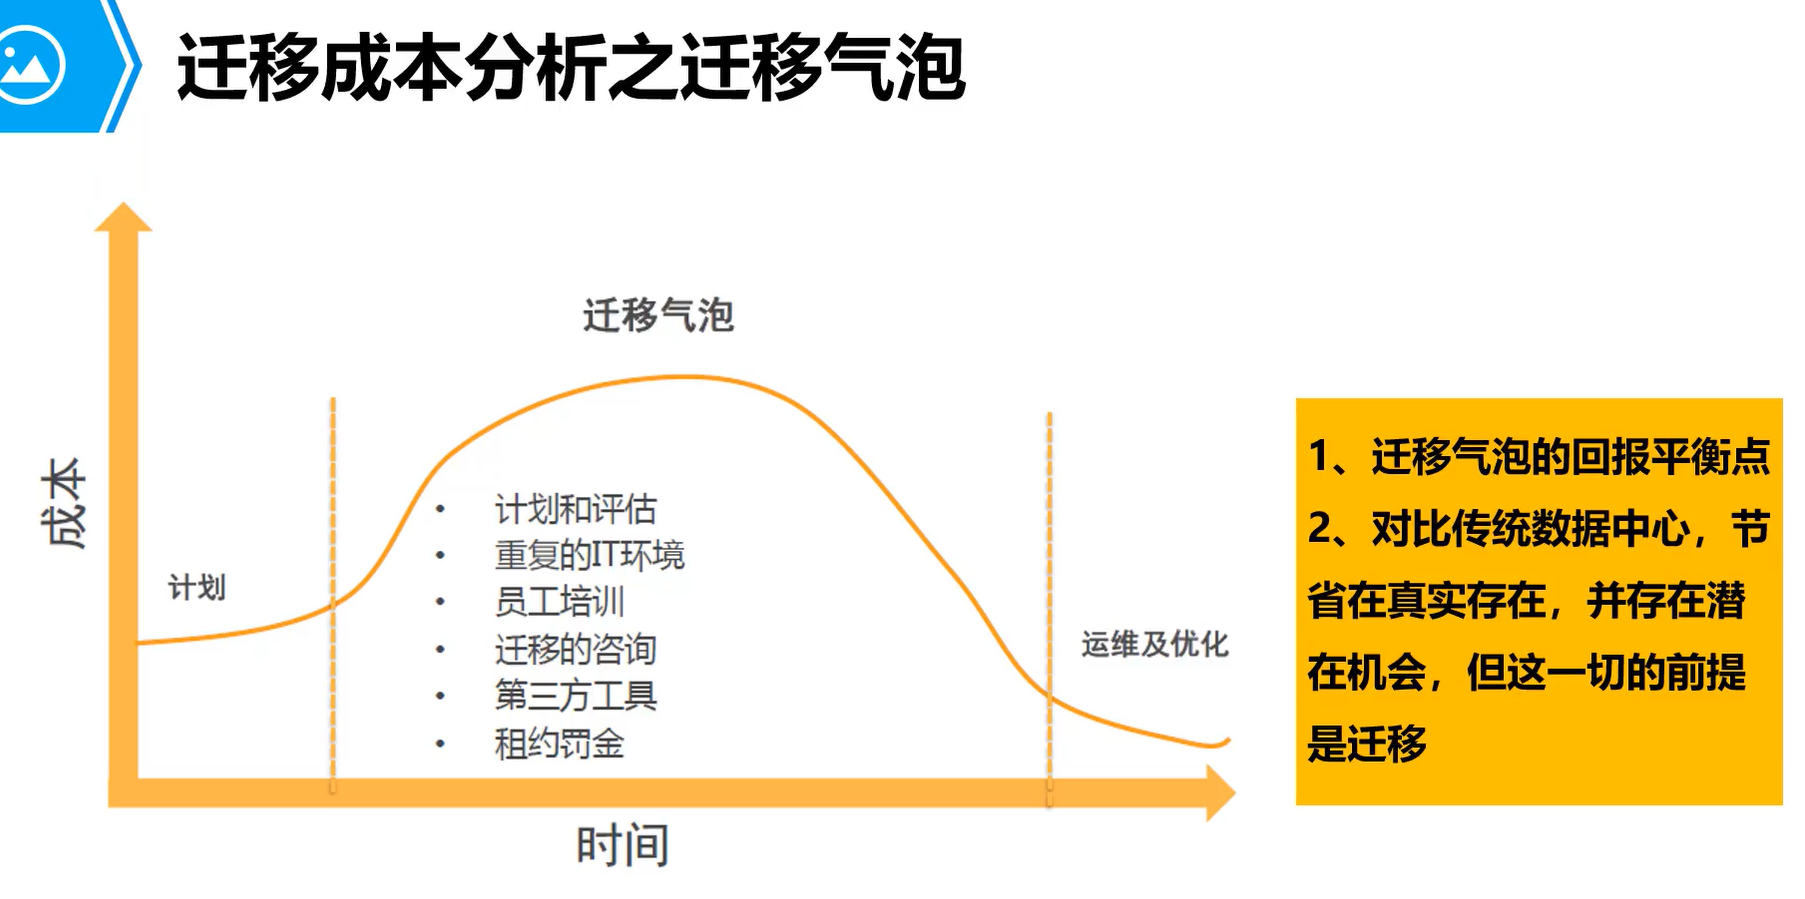 迁移成本分析之迁移气泡
迁移气泡
成本
计划
• 计划和评估
• 重复的IT环境
• 员工培训
• 迁移的咨询
• 第三方工具
• 租约罚金
运维及优化
时间
1、迁移气泡的回报平衡点
2、对比传统数据中心，节
省在真实存在，并存在潜
在机会，但这一切的前提
是迁移